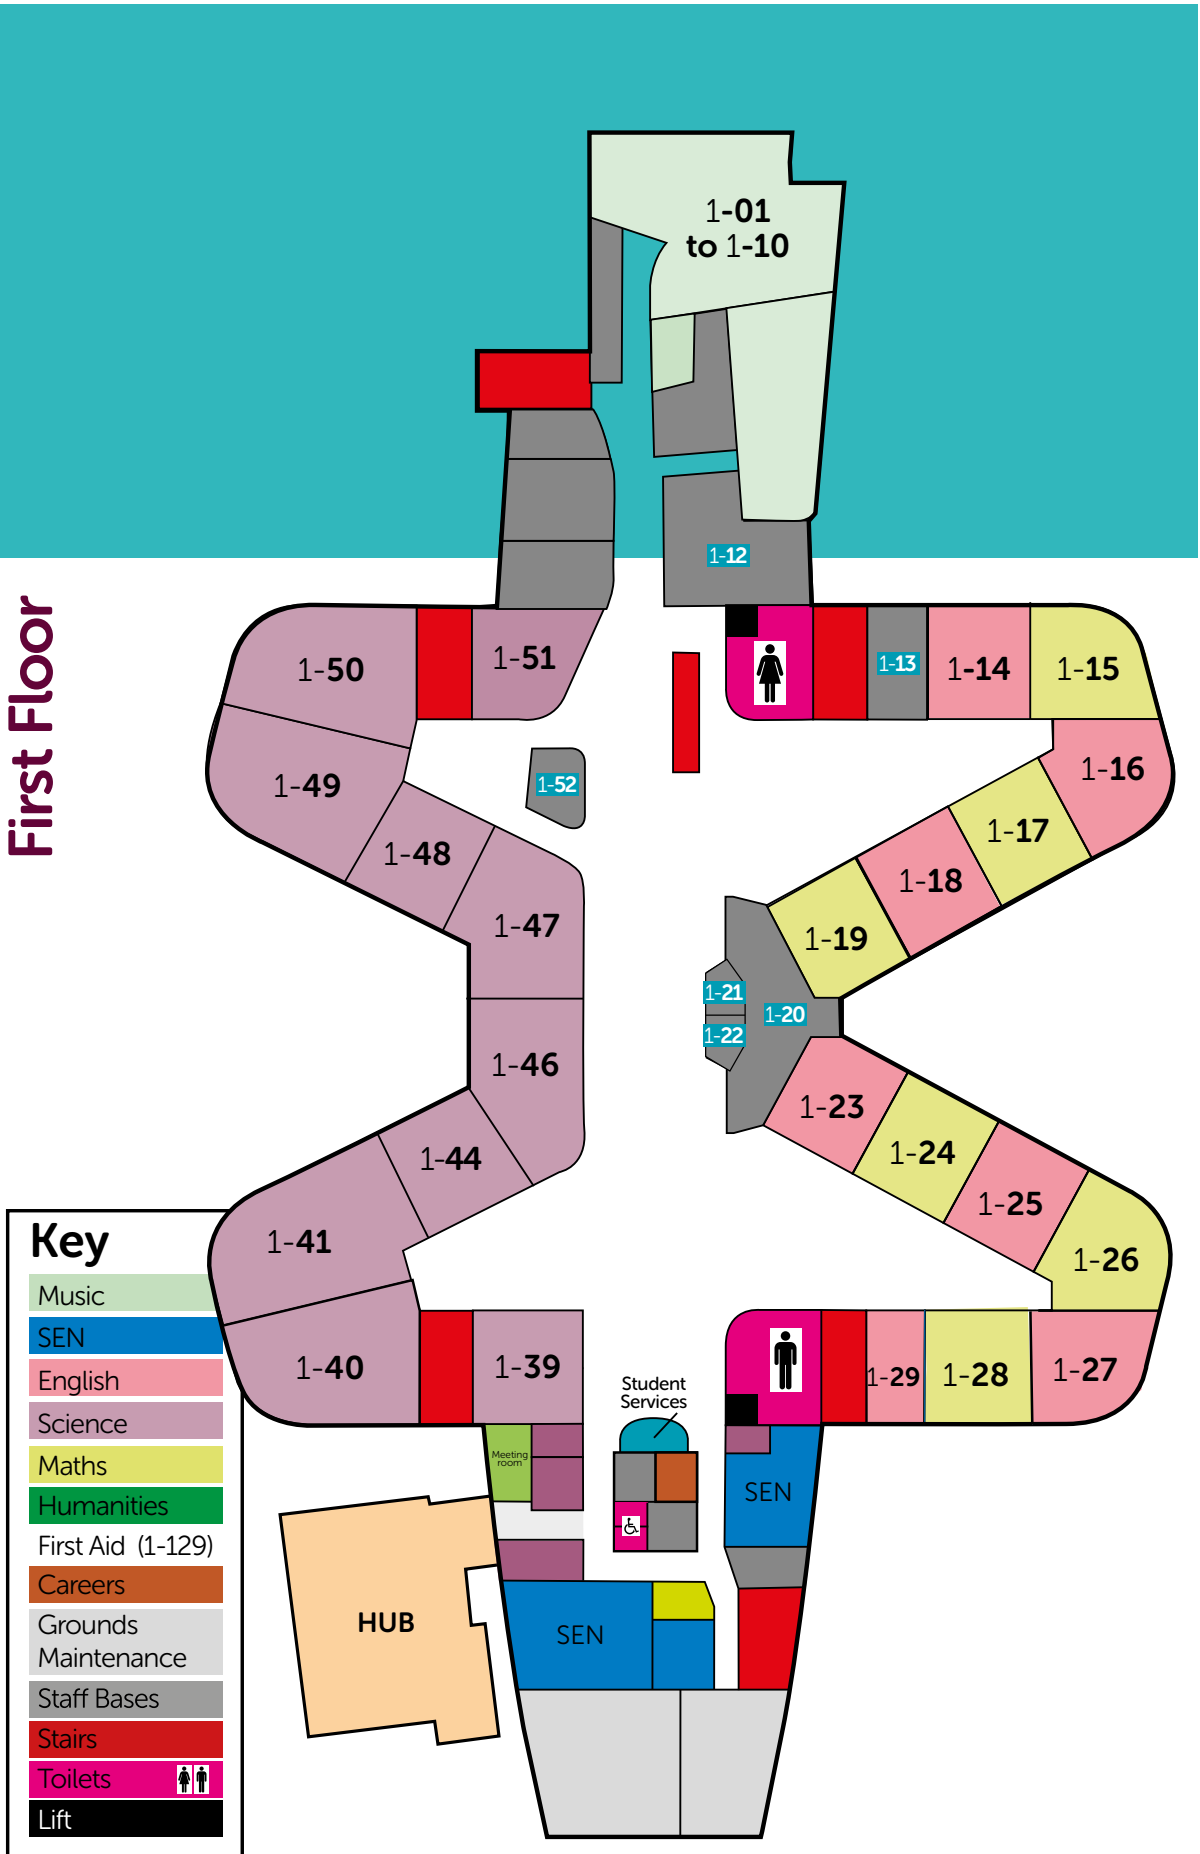 First Floor
1-01
to 1-10
1-12
1-50
1-51
1-13
1-14
1-15
1-49
1-52
1-16
1-48
1-17
1-18
1-47
1-19
1-21
1-20
1-22
1-46
1-23
1-44
1-24
1-25
1-41
1-26
1-40
1-39
1-29
1-28
1-27
Student
Services
Meeting
room
SEN
HUB
SEN
Key
Music
SEN
English
Science
Maths
Humanities
First Aid (1-129)
Careers
Grounds
Maintenance
Staff Bases
Stairs
Toilets
Lift